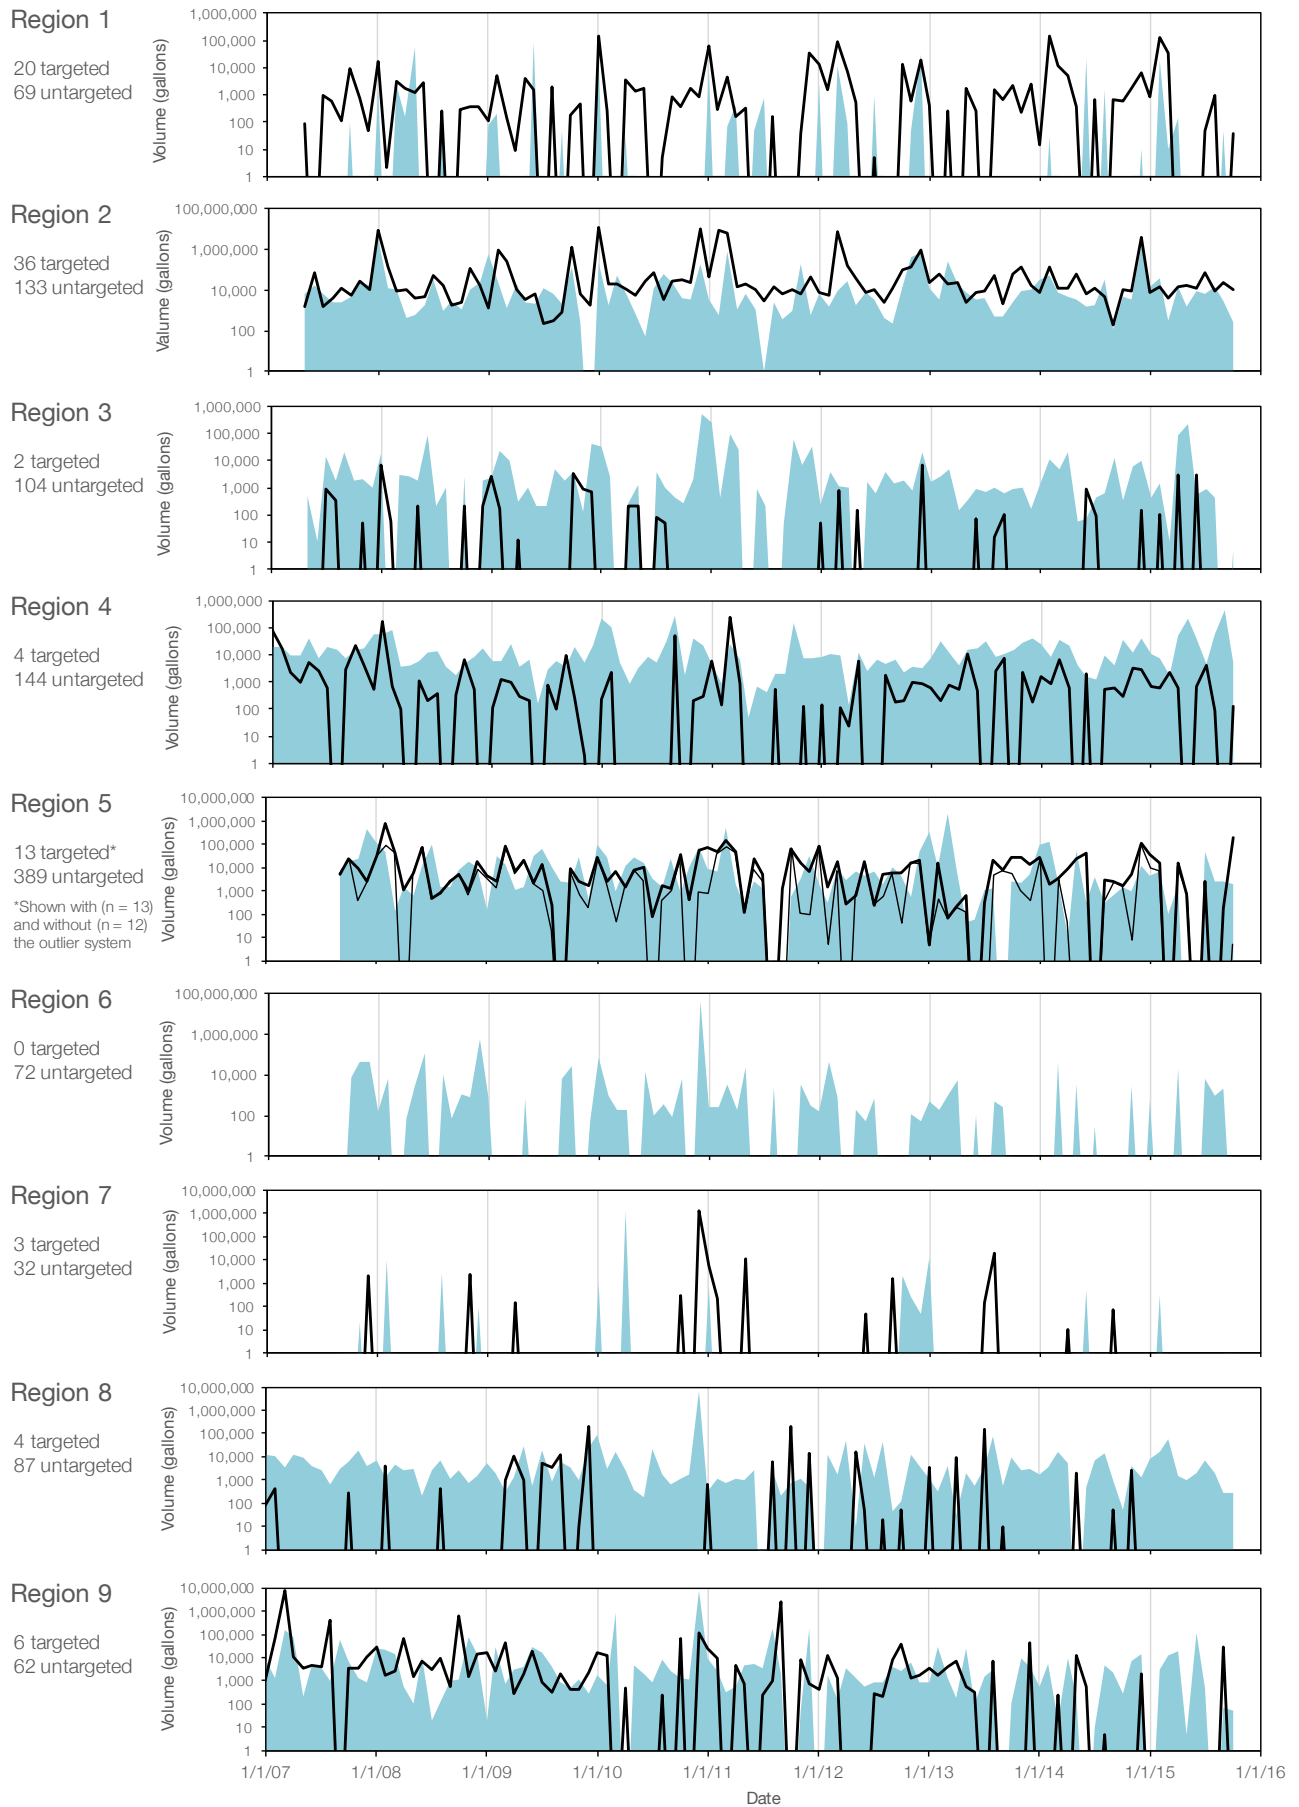 Region 1
20 targeted
69 untargeted
Volume (gallons)
1,000,000
100,000
10,000
1,000
100
10
1
Region 2
36 targeted
133 untargeted
Valume (gallons)
100,000,000
1,000,000
10,000
100
1
Region 3
2 targeted
104 untargeted
Volume (gallons)
1,000,000
100,000
10,000
1,000
100
10
1
Region 4
4 targeted
144 untargeted
Volume (gallons)
1,000,000
100,000
10,000
1,000
100
10
1
Region 5
13 targeted*
389 untargeted
*Shown with (n = 13)
and without (n = 12)
the outlier system
Volume (gallons)
10,000,000
1,000,000
100,000
10,000
1,000
100
10
1
Region 6
0 targeted
72 untargeted
Volume (gallons)
100,000,000
1,000,000
10,000
100
1
Region 7
3 targeted
32 untargeted
Volume (gallons)
10,000,000
1,000,000
100,000
10,000
1,000
100
10
1
Region 8
4 targeted
87 untargeted
Volume (gallons)
10,000,000
1,000,000
100,000
10,000
1,000
100
10
1
Region 9
6 targeted
62 untargeted
Volume (gallons)
10,000,000
1,000,000
100,000
10,000
1,000
100
10
1
1/1/07 1/1/08 1/1/09 1/1/10 1/1/11 1/1/12 1/1/13 1/1/14 1/1/15 1/1/16
Date